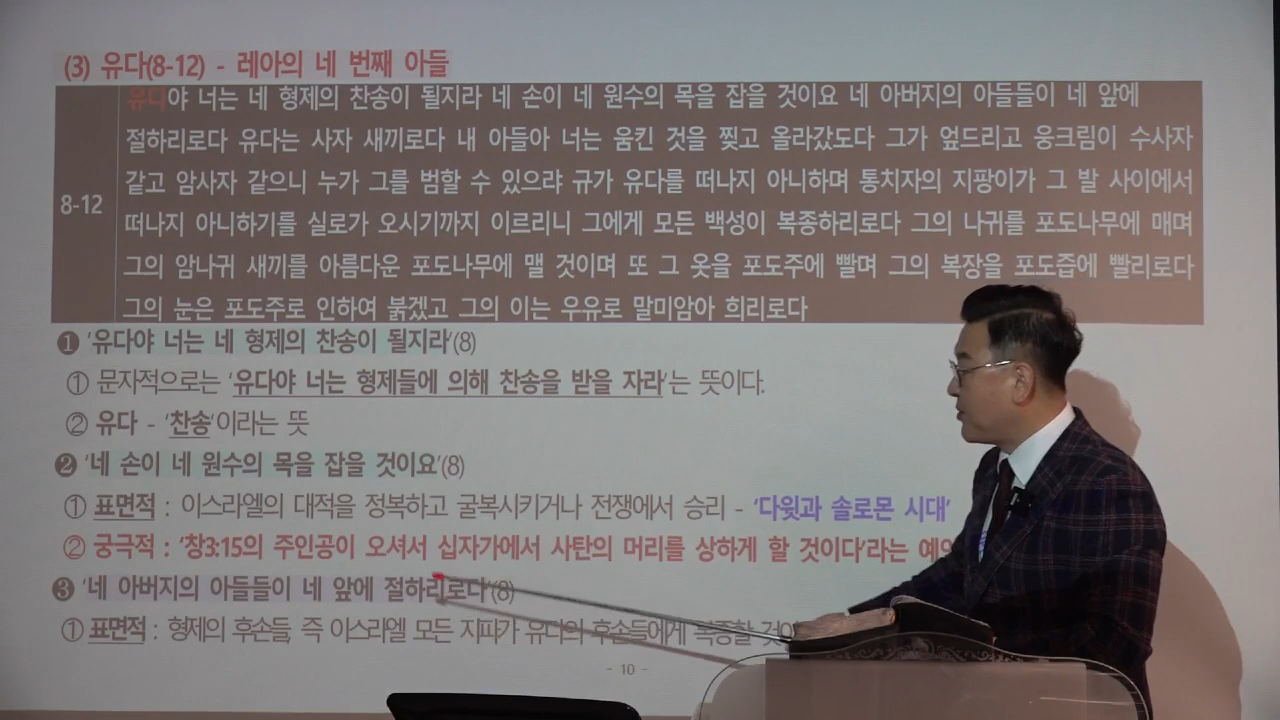 (3) 유다(8-12) - 레아의 네 번째 아들
유다야 너는 네 형제의 찬송이 될지라 네 손이 네 원수의 목을 잡을 것이요 네 아버지의 아들들이 네 앞에
절하리로다 유다는 사자 새끼로다 내 아들아 너는 움킨 것을 찢고 올라갔도다 그가 엎드리고 웅크림이 수사자
같고 암사자 같으니 누가 그를 범할 수 있으랴 규가 유다를 떠나지 아니하며 통치자의 지팡이가 그 발 사이에서
8-12
떠나지 아니하기를 실로가 오시기까지 이르리니 그에게 모든 백성이 복종하리로다 그의 나귀를 포도나무에 매며
그의 암나귀 새끼를 아름다운 포도나무에 맬 것이며 또 그 옷을 포도주에 빨며 그의 복장을 포도즙에 빨리로다
그의 눈은 포도주로 인하여 붉겠고 그의 이는 우유로 말미암아 희리로다
❶ '유다야 너는 네 형제의 찬송이 될지라'(8)
① 문자적으로는 '유다야 너는 형제들에 의해 찬송을 받을 자라'는 뜻이다.
② 유다 - '찬송'이라는 뜻
❷ '네 손이 네 원수의 목을 잡을 것이요'(8)
① 표면적 : 이스라엘의 대적을 정복하고 굴복시키거나 전쟁에서 승리 - '다윗과 솔로몬 시대'
② 궁극적 : '창3:15의 주인공이 오셔서 십자가에서 사탄의 머리를 상하게 할 것이다'라는
❸ '네 아버지의 아들들이 네 앞에 절하리로다'(8)
① 표면적 : 형제의 후손들, 즉 이스라엘 모든 지파가 유다의 후손들에게 복종할
- 10 -